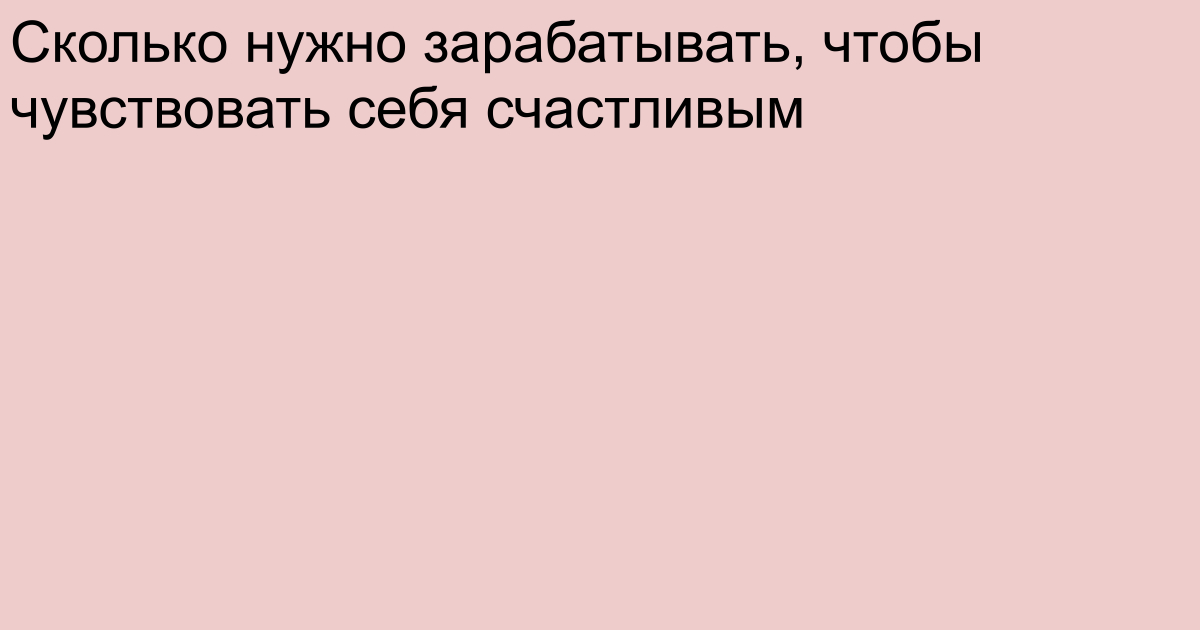 Сколько нужно зарабатывать, чтобы
чувствовать себя счастливым